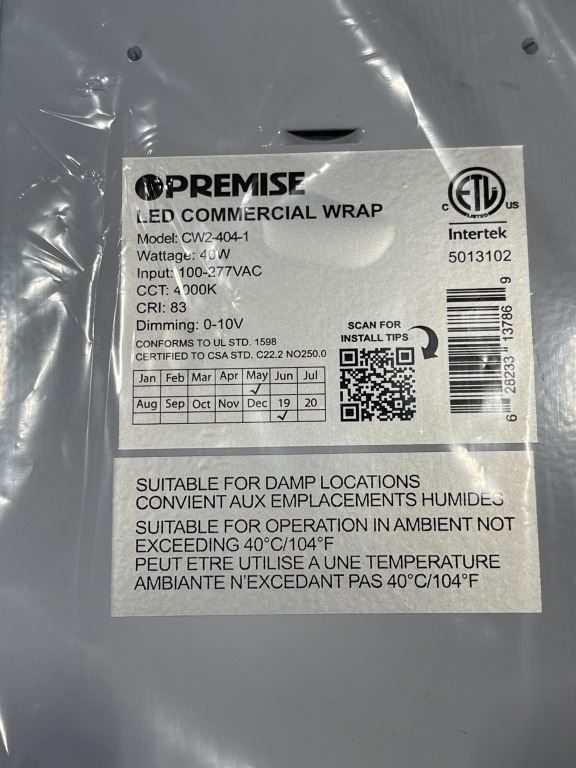 PREMISE
LED COMMERCIAL WRAP
Model: CW2-404-1
Wattage: 40W
Input: 100-277VAC
CCT: 4000K
CRI: 83
Dimming: 0-10V
CONFORMS TO UL STD. 1598
CERTIFIED TO CSA STD. C22.2 NO250.0
Jan Feb Mar Apr May Jun Jul
Aug Sep Oct Nov Dec 19 20
SCAN FOR
INSTALL TIPS
C ETL US
LISTED
Intertek
5013102
6 28233 13786 9
SUITABLE FOR DAMP LOCATIONS
CONVIENT AUX EMPLACEMENTS HUMIDES
SUITABLE FOR OPERATION IN AMBIENT NOT
EXCEEDING 40°C/104°F
PEUT ETRE UTILISE A UNE TEMPERATURE
AMBIANTE N'EXCEDANT PAS 40°C/104°F